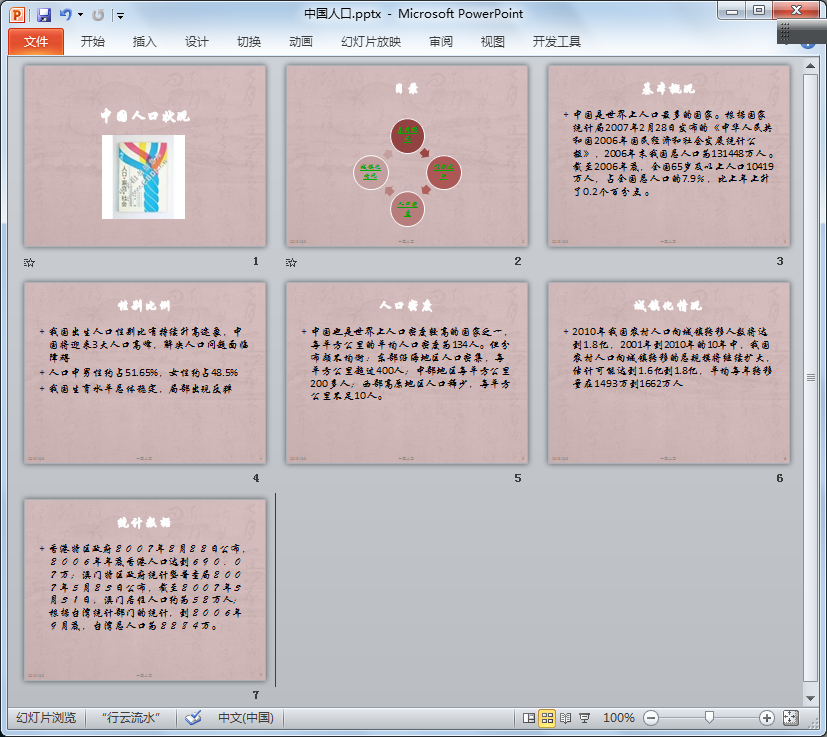 中国人口.pptx - Microsoft PowerPoint
文件 开始 插入 设计 切换 动画 幻灯片放映 审阅 视图 开发工具
中国人口状况
1
目录
人口密度
2
基本概况
+ 中国是世界上人口最多的国家。根据国家
统计局2007年2月28日发布的《中华人民共
和国2006年国民经济和社会发展统计公
报》，2006年末我国总人口为131448万人。
截至2006年底，全国65岁及以上人口10419
万人，占全国总人口的7.9%，比上年上升
了0.2个百分点。
3
性别比例
+ 我国出生人口性别比有持续升高迹象，中
国将迎来3大人口高峰，解决人口问题面临
障碍
+ 人口中男性约占51.65%，女性约占48.5%
+ 我国生育水平总体稳定，局部出现反弹
4
人口密度
+ 中国也是世界上人口密度较高的国家之一，
每平方公里的平均人口密度为134人。但分
布颇不均衡：东部沿海地区人口密集，每
平方公里超过400人；中部地区每平方公里
200多人；西部高原地区人口稀少，每平方
公里不足10人。
5
城镇化情况
+ 2010年我国农村人口向城镇转移人数将达
到1.8亿，2001年到2010年的10年中，我国
农村人口向城镇转移的总规模将继续扩大，
估计可能达到1.6亿到1.8亿，平均每年转移
量在1493万到1662万人
6
统计数据
+ 香港特区政府2007年2月22日公布，
2006年年底香港人口达到690.0
7万；澳门特区政府统计暨普查局200
7年5月23日公布，截至2007年3
月31日，澳门居住人口约为52万人；
根据台湾统计部门的统计，到2006年
9月底，台湾总人口为2284万。
7
幻灯片浏览 “行云流水” 中文(中国) 100%